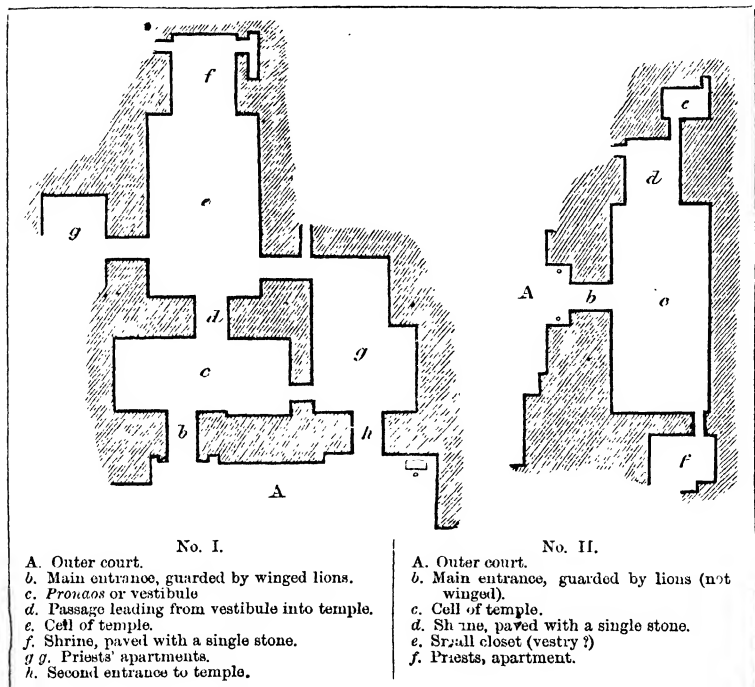 f
e
g
d
g
c
b
h
A
e
d
A
b
c
f
No. I.
A. Outer court.
b. Main entrance, guarded by winged lions.
c. Pronaos or vestibule
d. Passage leading from vestibule into temple.
e. Cell of temple.
f. Shrine, paved with a single stone.
g g. Priests' apartments.
h. Second entrance to temple.
No. II.
A. Outer court.
b. Main entrance, guarded by lions (not
winged).
c. Cell of temple.
d. Shrine, paved with a single stone.
e. Small closet (vestry ?)
f. Priests, apartment.